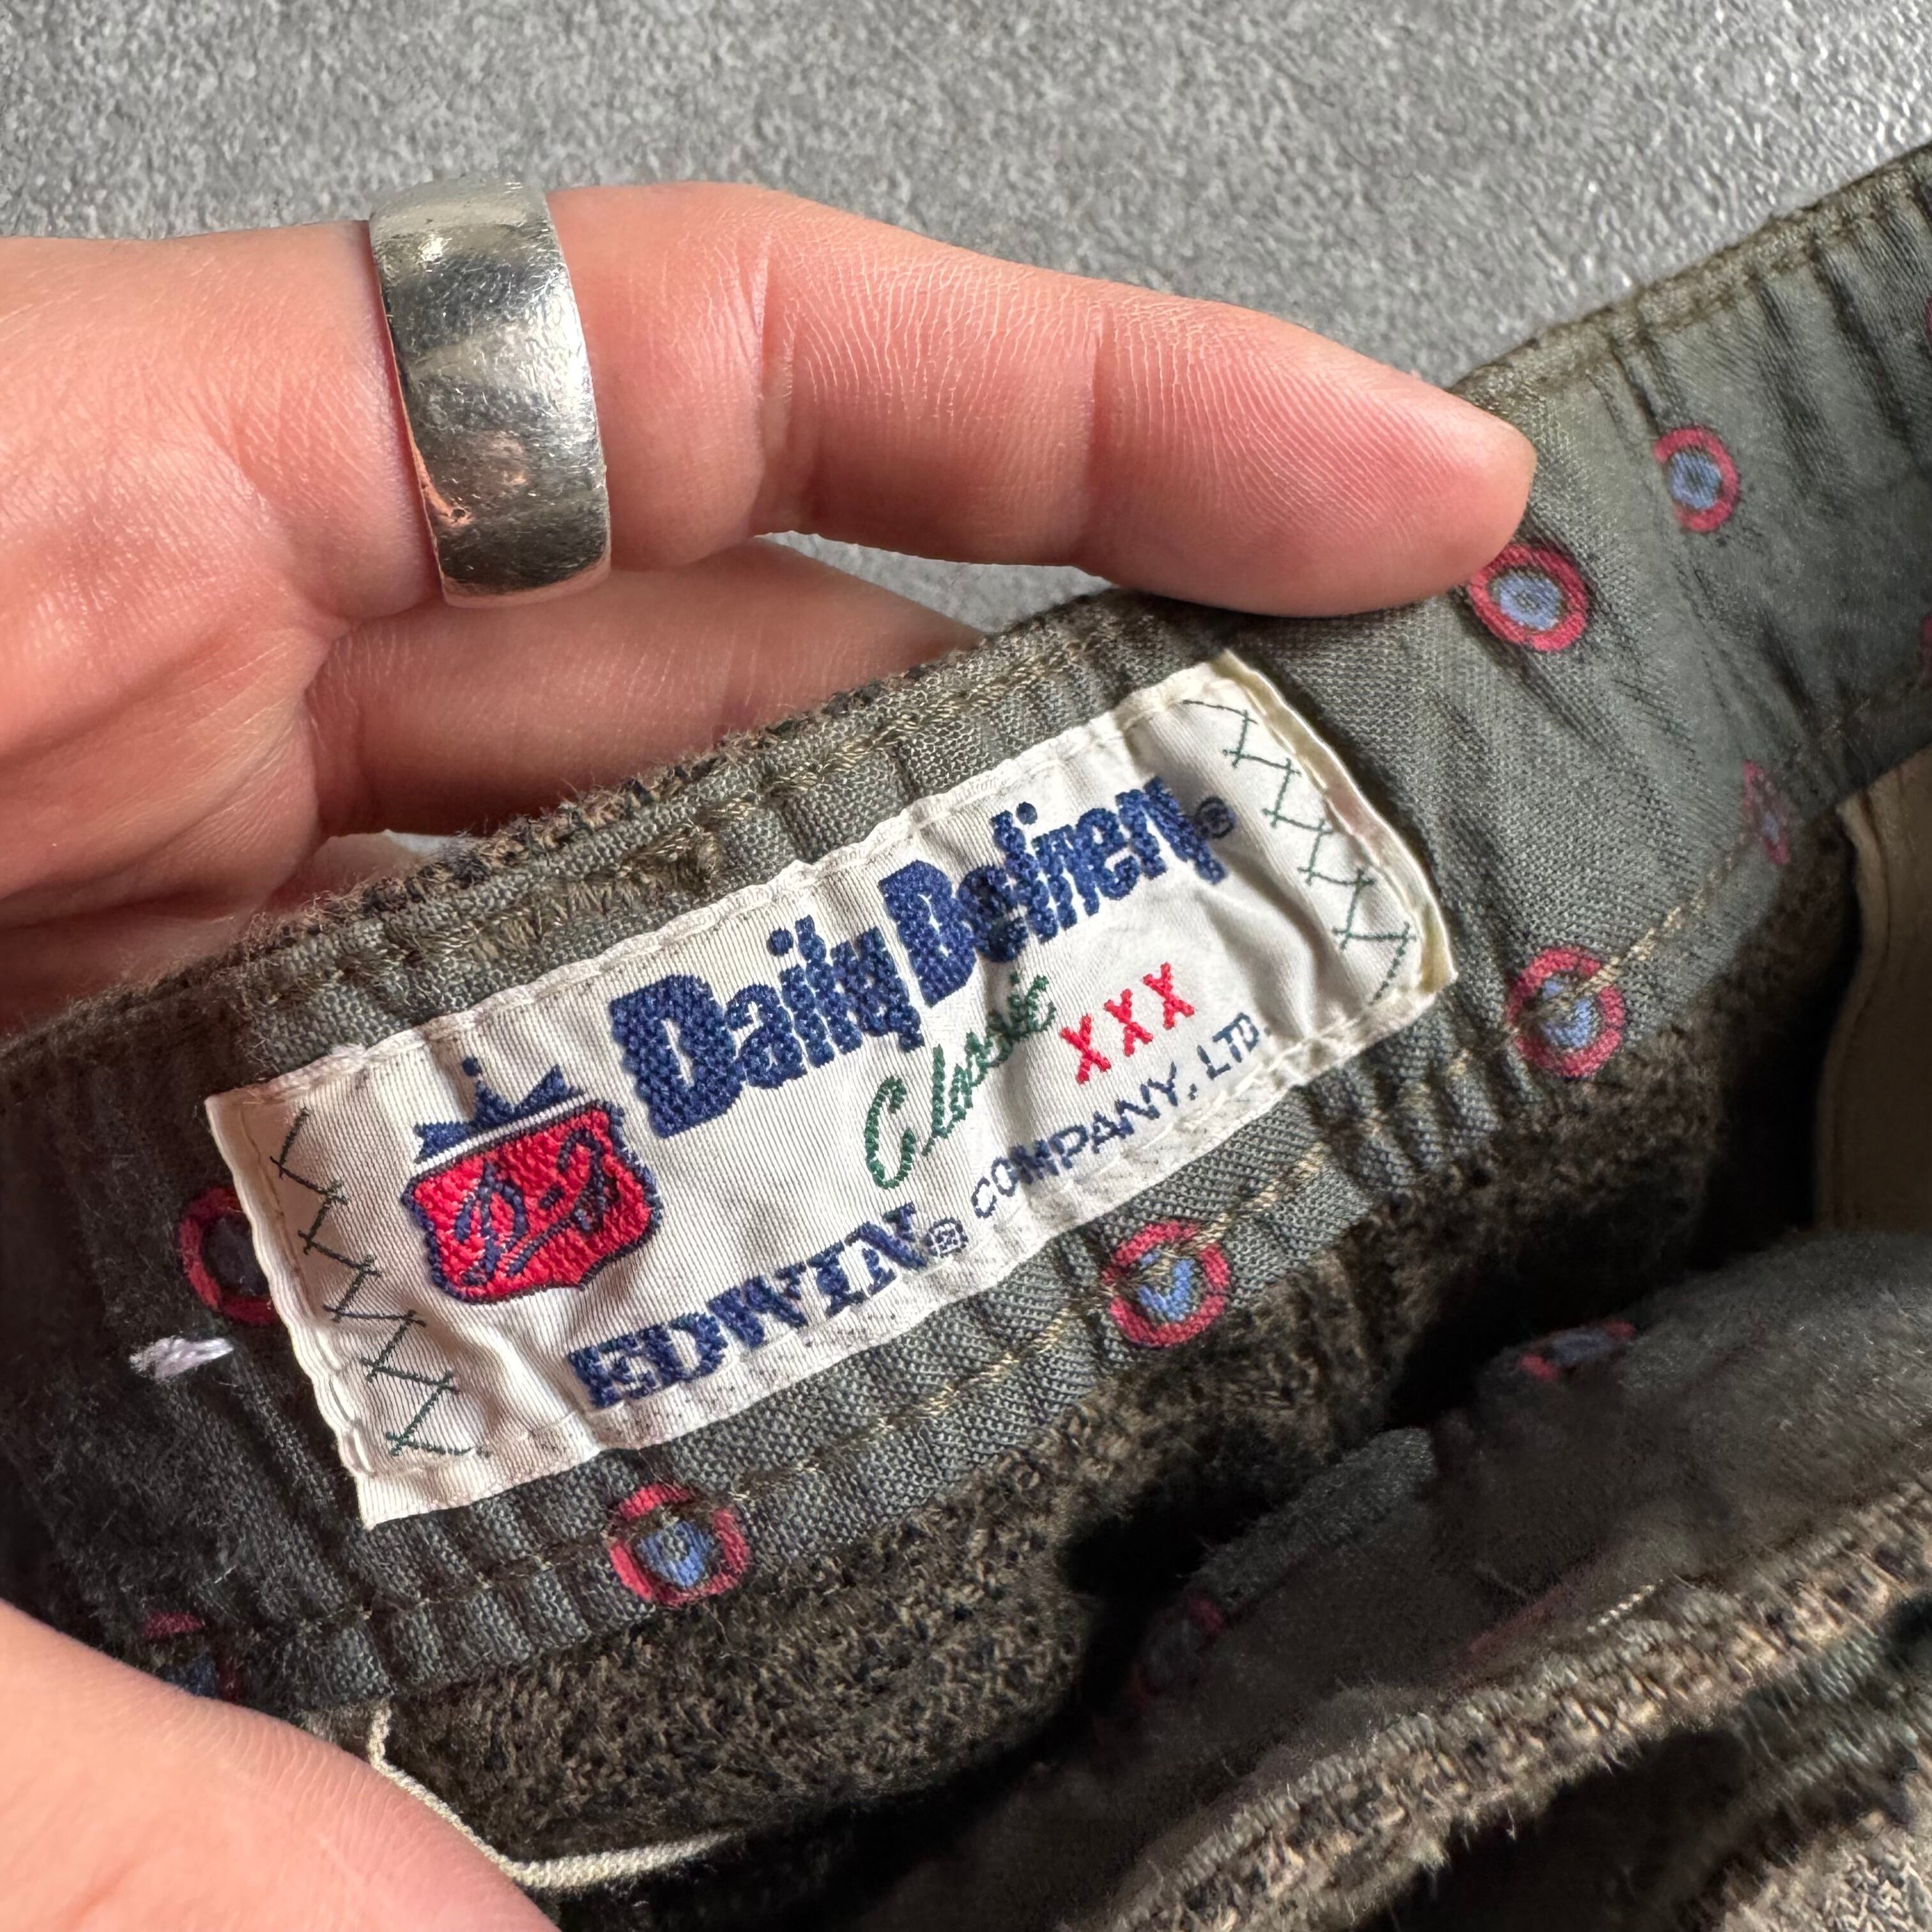 Daily Delivery®
Classic XXX
D-D
EDWIN® COMPANY, LTD.